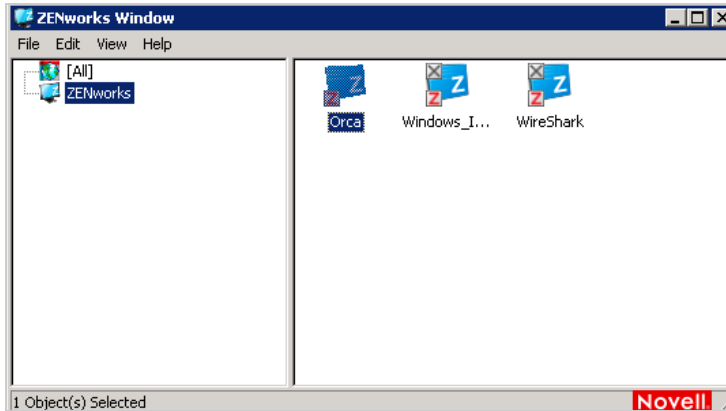 ZENworks Window
File Edit View Help
[All]
ZENworks
Orca Windows_I... WireShark
1 Object(s) Selected
Novell.